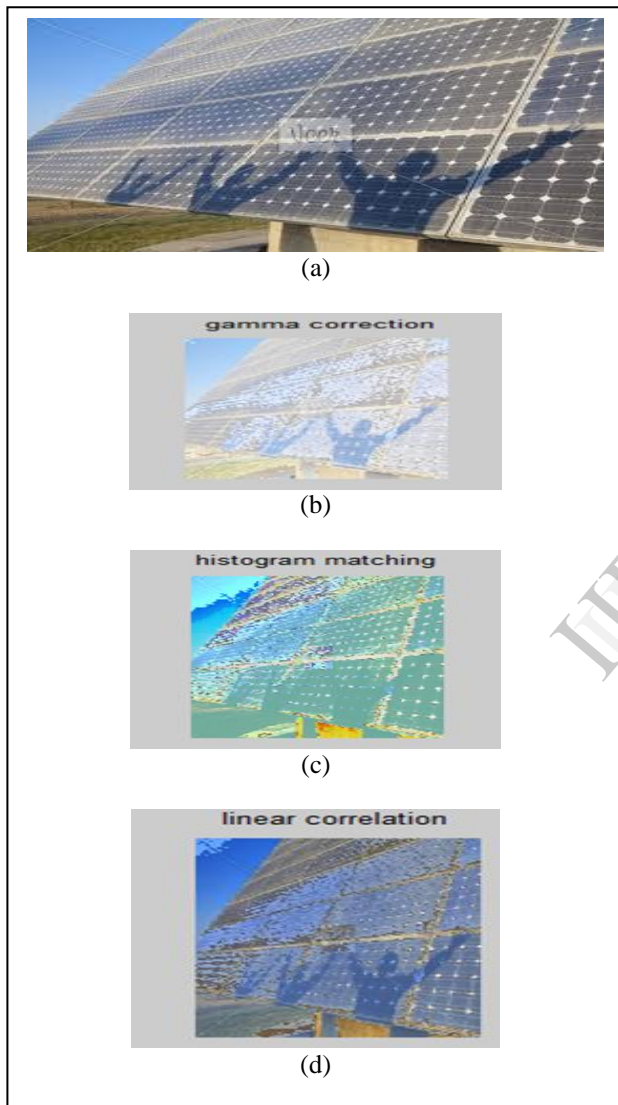 (a)
gamma correction
(b)
histogram matching
(c)
linear correlation
(d)